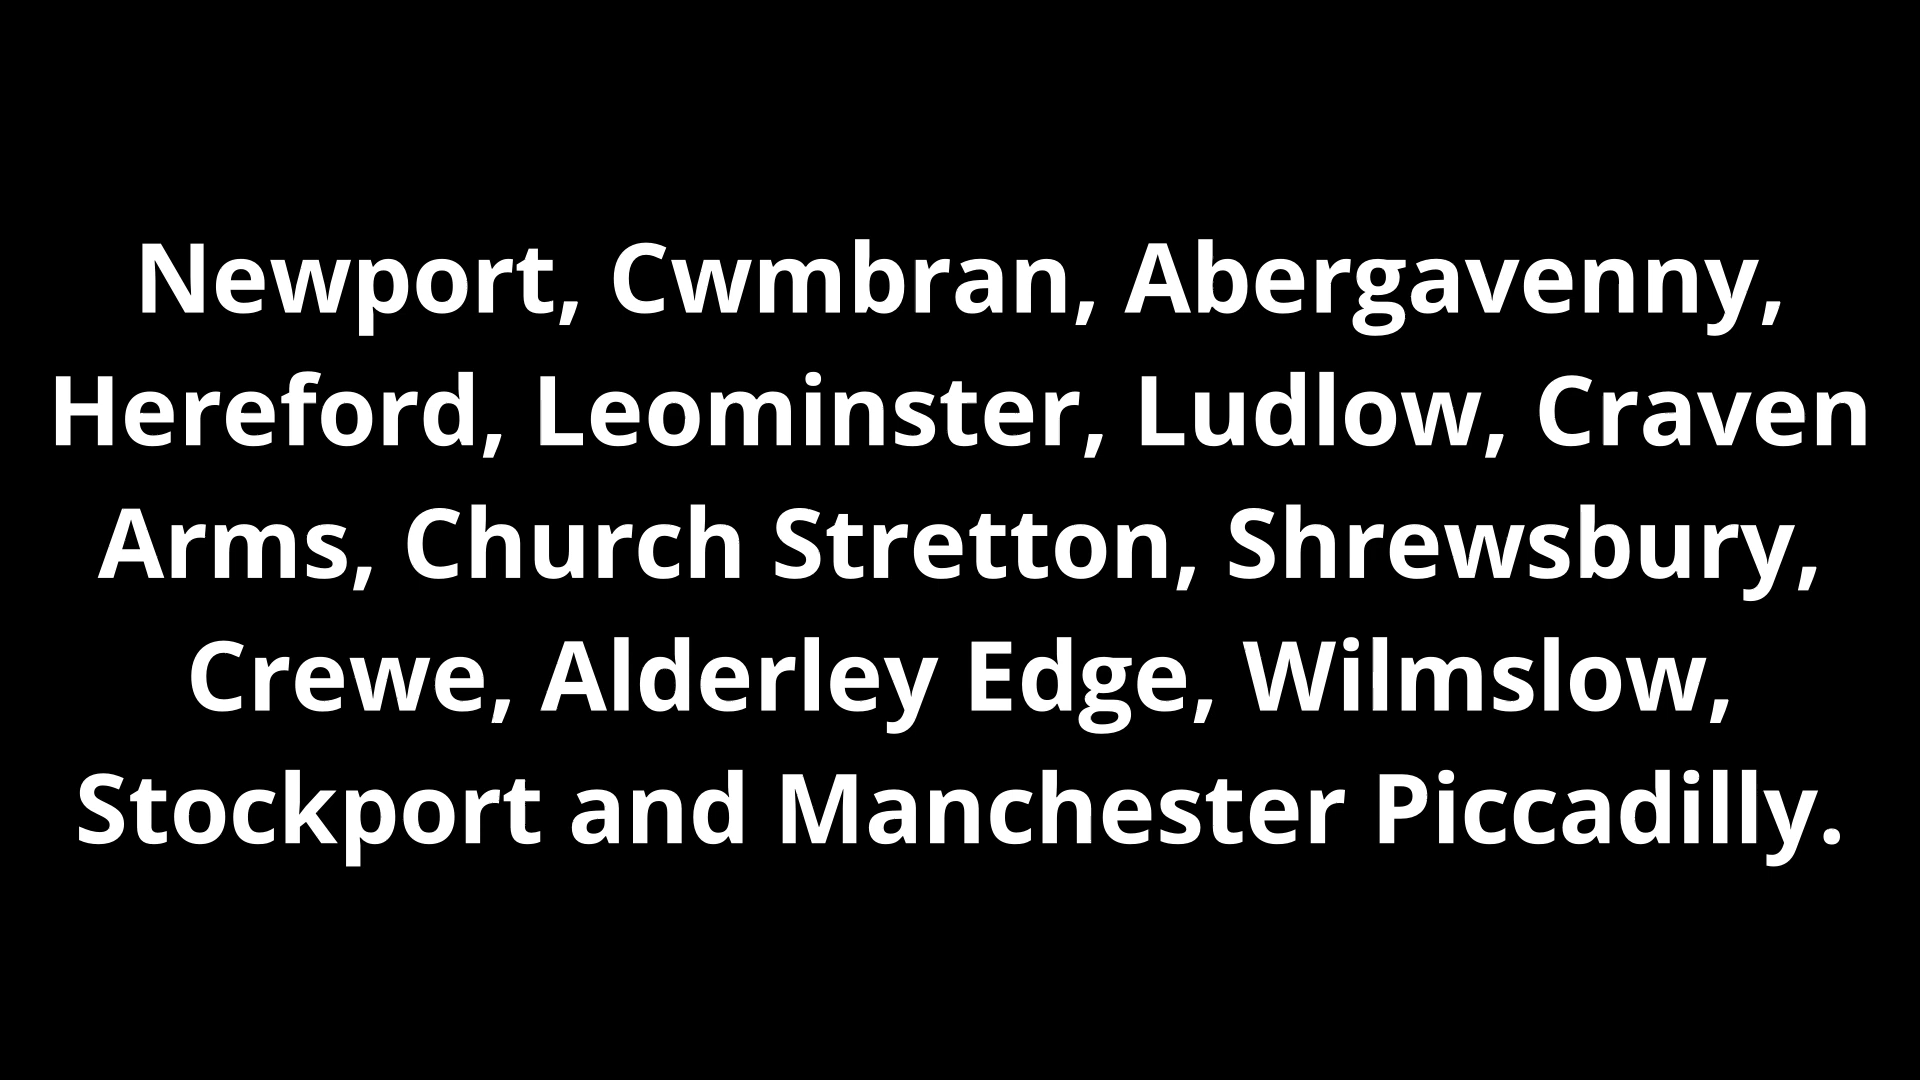 Newport, Cwmbran, Abergavenny,
Hereford, Leominster, Ludlow, Craven
Arms, Church Stretton, Shrewsbury,
Crewe, Alderley Edge, Wilmslow,
Stockport and Manchester Piccadilly.